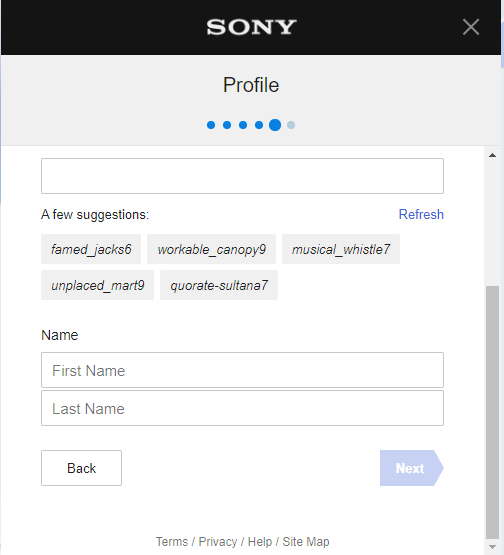 SONY
Profile
A few suggestions: Refresh
famed_jacks6 workable_canopy9 musical_whistle7
unplaced_mart9 quorate-sultana7
Name
First Name
Last Name
Back Next
Terms / Privacy / Help / Site Map